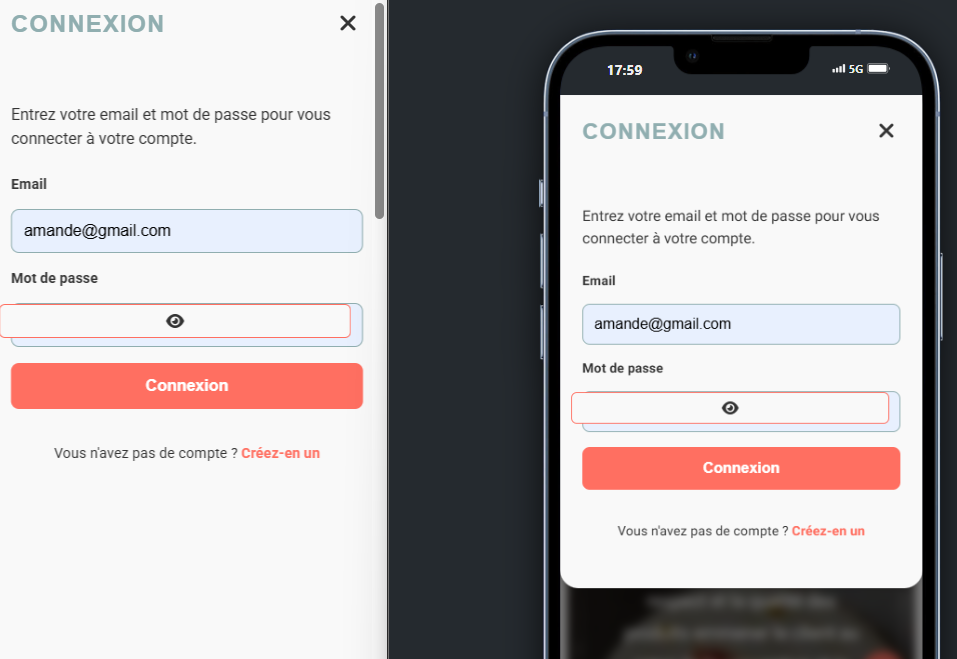 CONNEXION
Entrez votre email et mot de passe pour vous
connecter à votre compte.
Email
amande@gmail.com
Mot de passe
Connexion
Vous n'avez pas de compte ? Créez-en un
17:59
5G
CONNEXION
Entrez votre email et mot de passe pour vous
connecter à votre compte.
Email
amande@gmail.com
Mot de passe
Connexion
Vous n'avez pas de compte ? Créez-en un